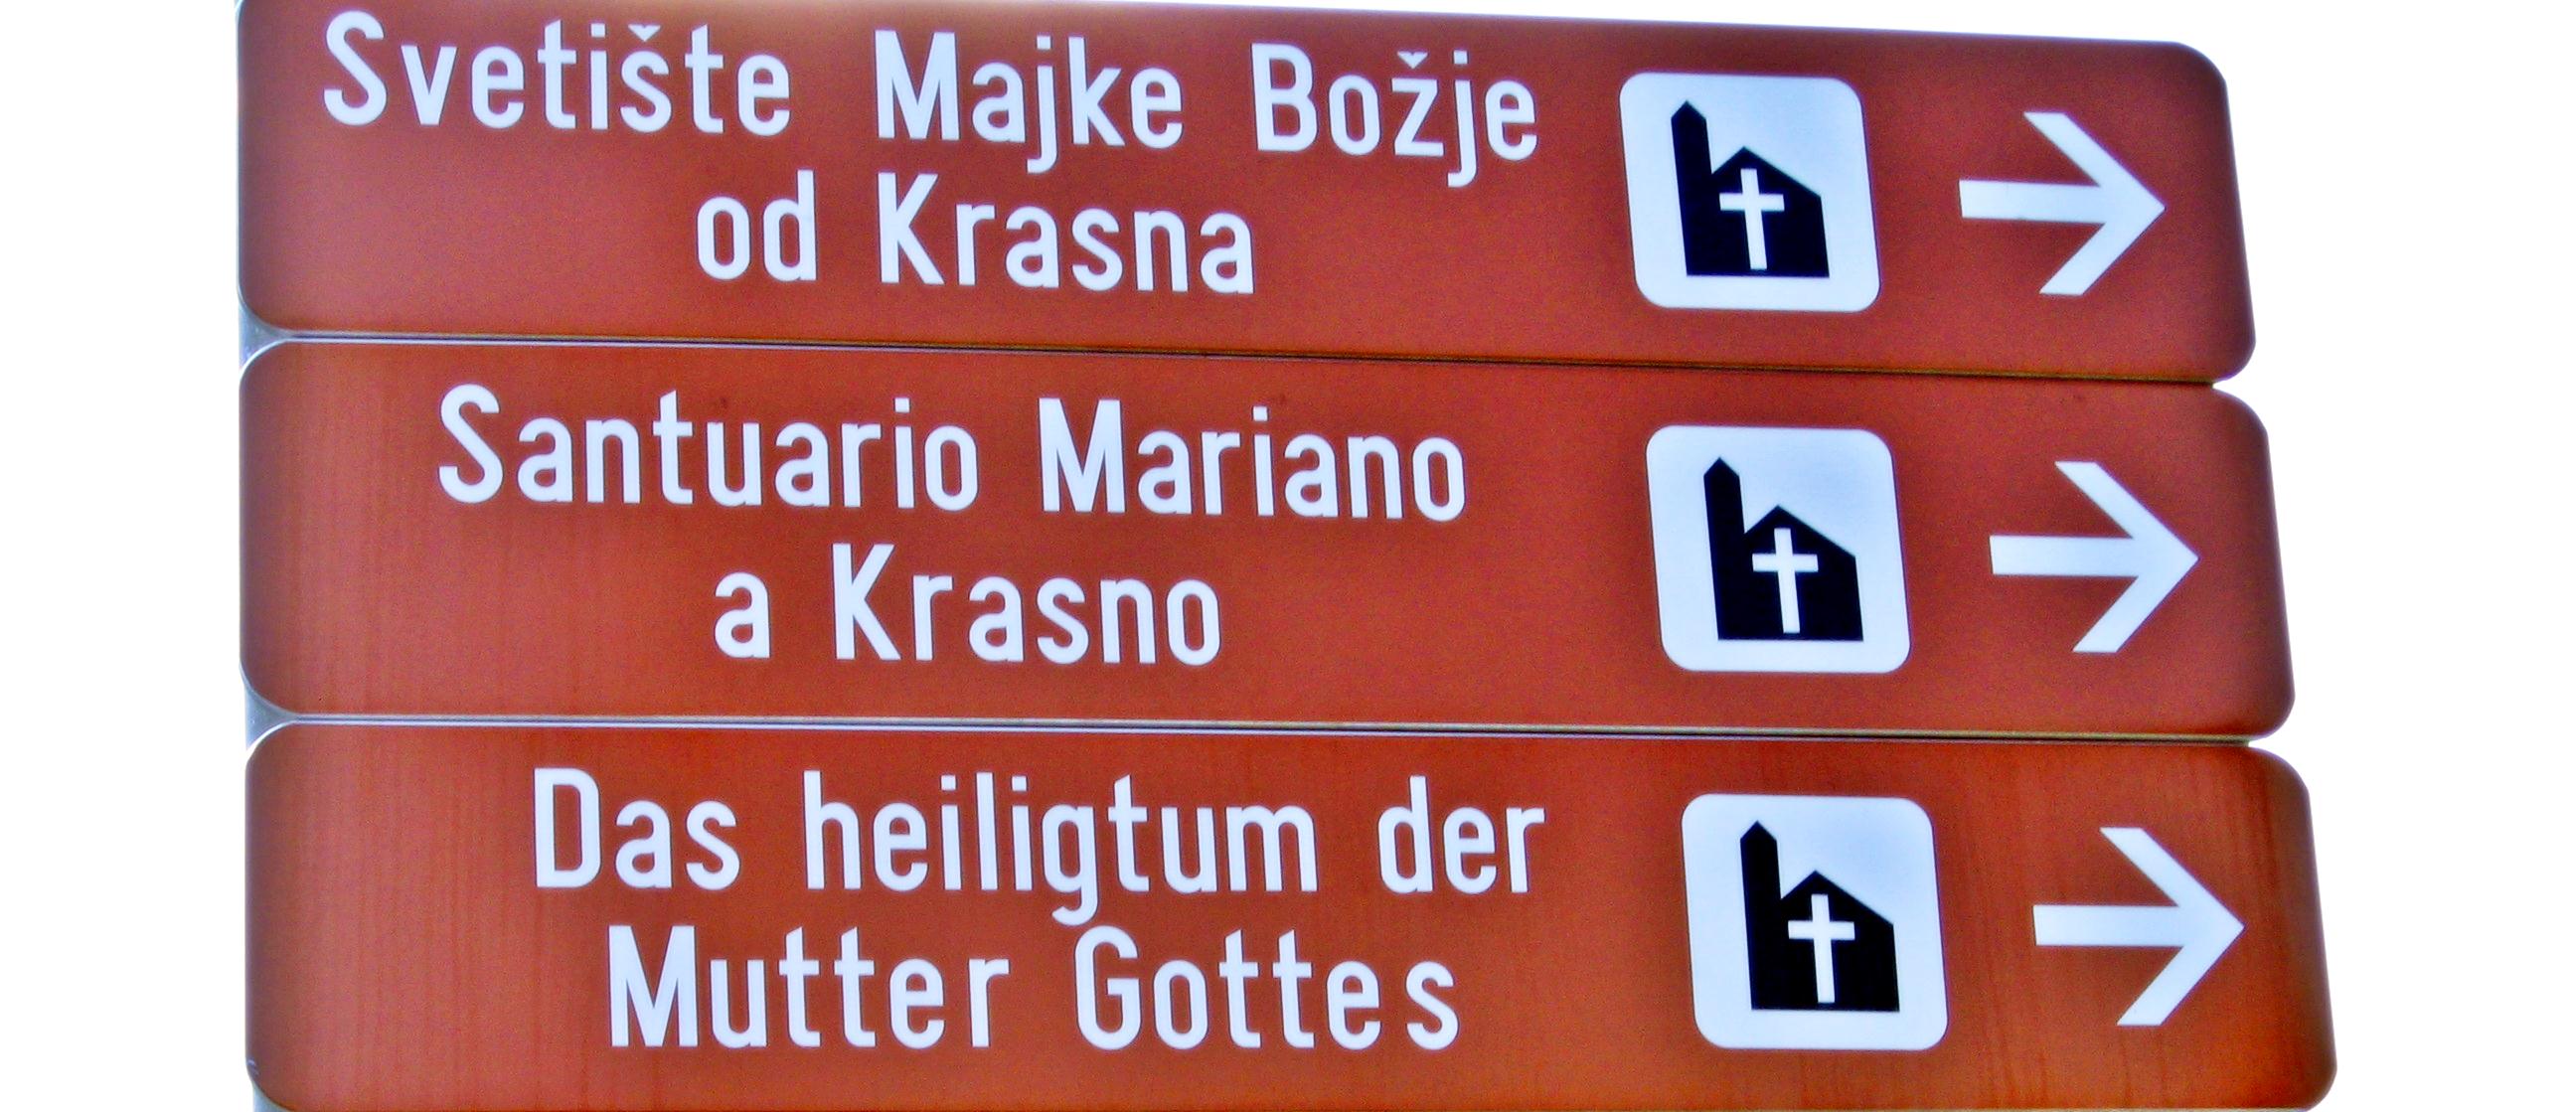 Svetište Majke Božje
od Krasna
Santuario Mariano
a Krasno
Das heiligtum der
Mutter Gottes